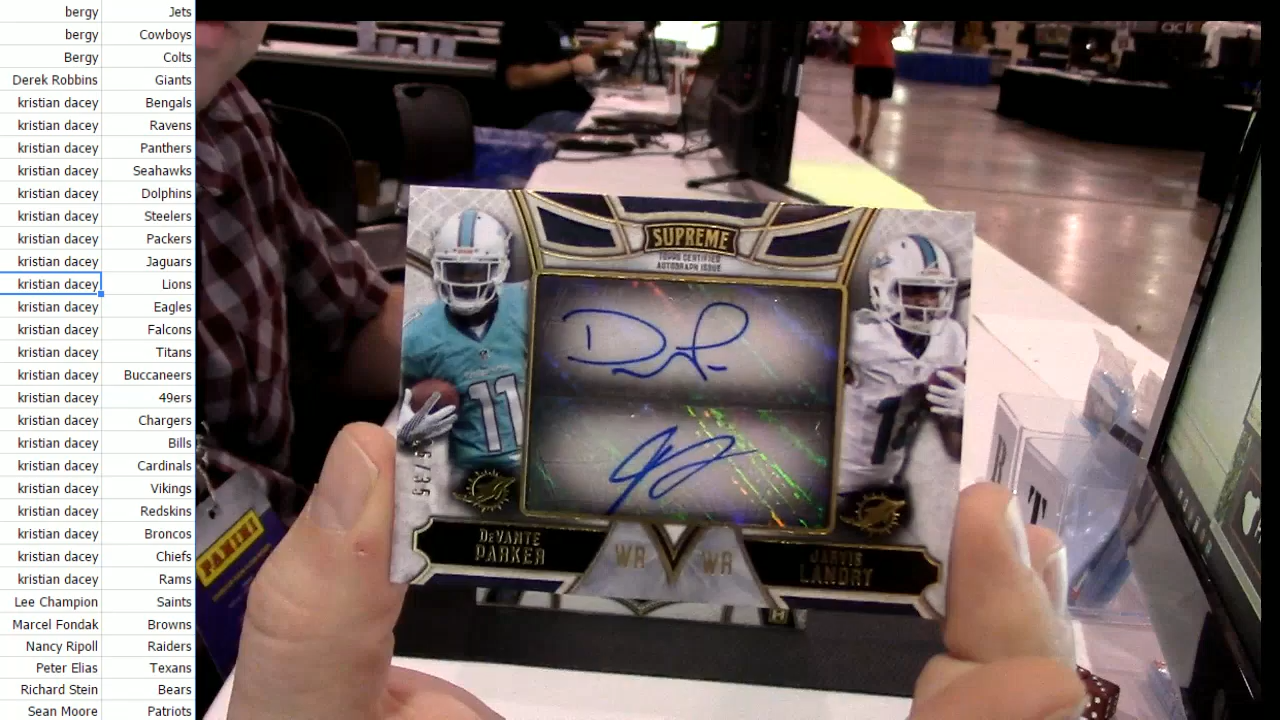 bergy Jets
bergy Cowboys
Bergy Colts
Derek Robbins Giants
kristian dacey Bengals
kristian dacey Ravens
kristian dacey Panthers
kristian dacey Seahawks
kristian dacey Dolphins
kristian dacey Steelers
kristian dacey Packers
kristian dacey Jaguars
kristian dacey Lions
kristian dacey Eagles
kristian dacey Falcons
kristian dacey Titans
kristian dacey Buccaneers
kristian dacey 49ers
kristian dacey Chargers
kristian dacey Bills
kristian dacey Cardinals
kristian dacey Vikings
kristian dacey Redskins
kristian dacey Broncos
kristian dacey Chiefs
kristian dacey Rams
Lee Champion Saints
Marcel Fondak Browns
Nancy Ripoll Raiders
Peter Elias Texans
Richard Stein Bears
Sean Moore Patriots
SUPREME
TOPPS CERTIFIED
AUTOGRAPH ISSUE
11
DEVANTE
PARKER
WR WR
JARVIS
LANDRY
PANINI